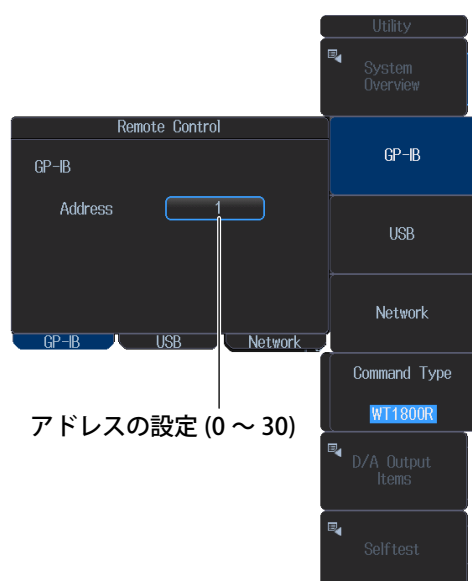 Utility
System
Overview
Remote Control
GP-IB
Address
1
GP-IB
USB
Network
GP-IB
USB
Network
Command Type
WT1800R
アドレスの設定 (0 ～ 30)
D/A Output
Items
Selftest